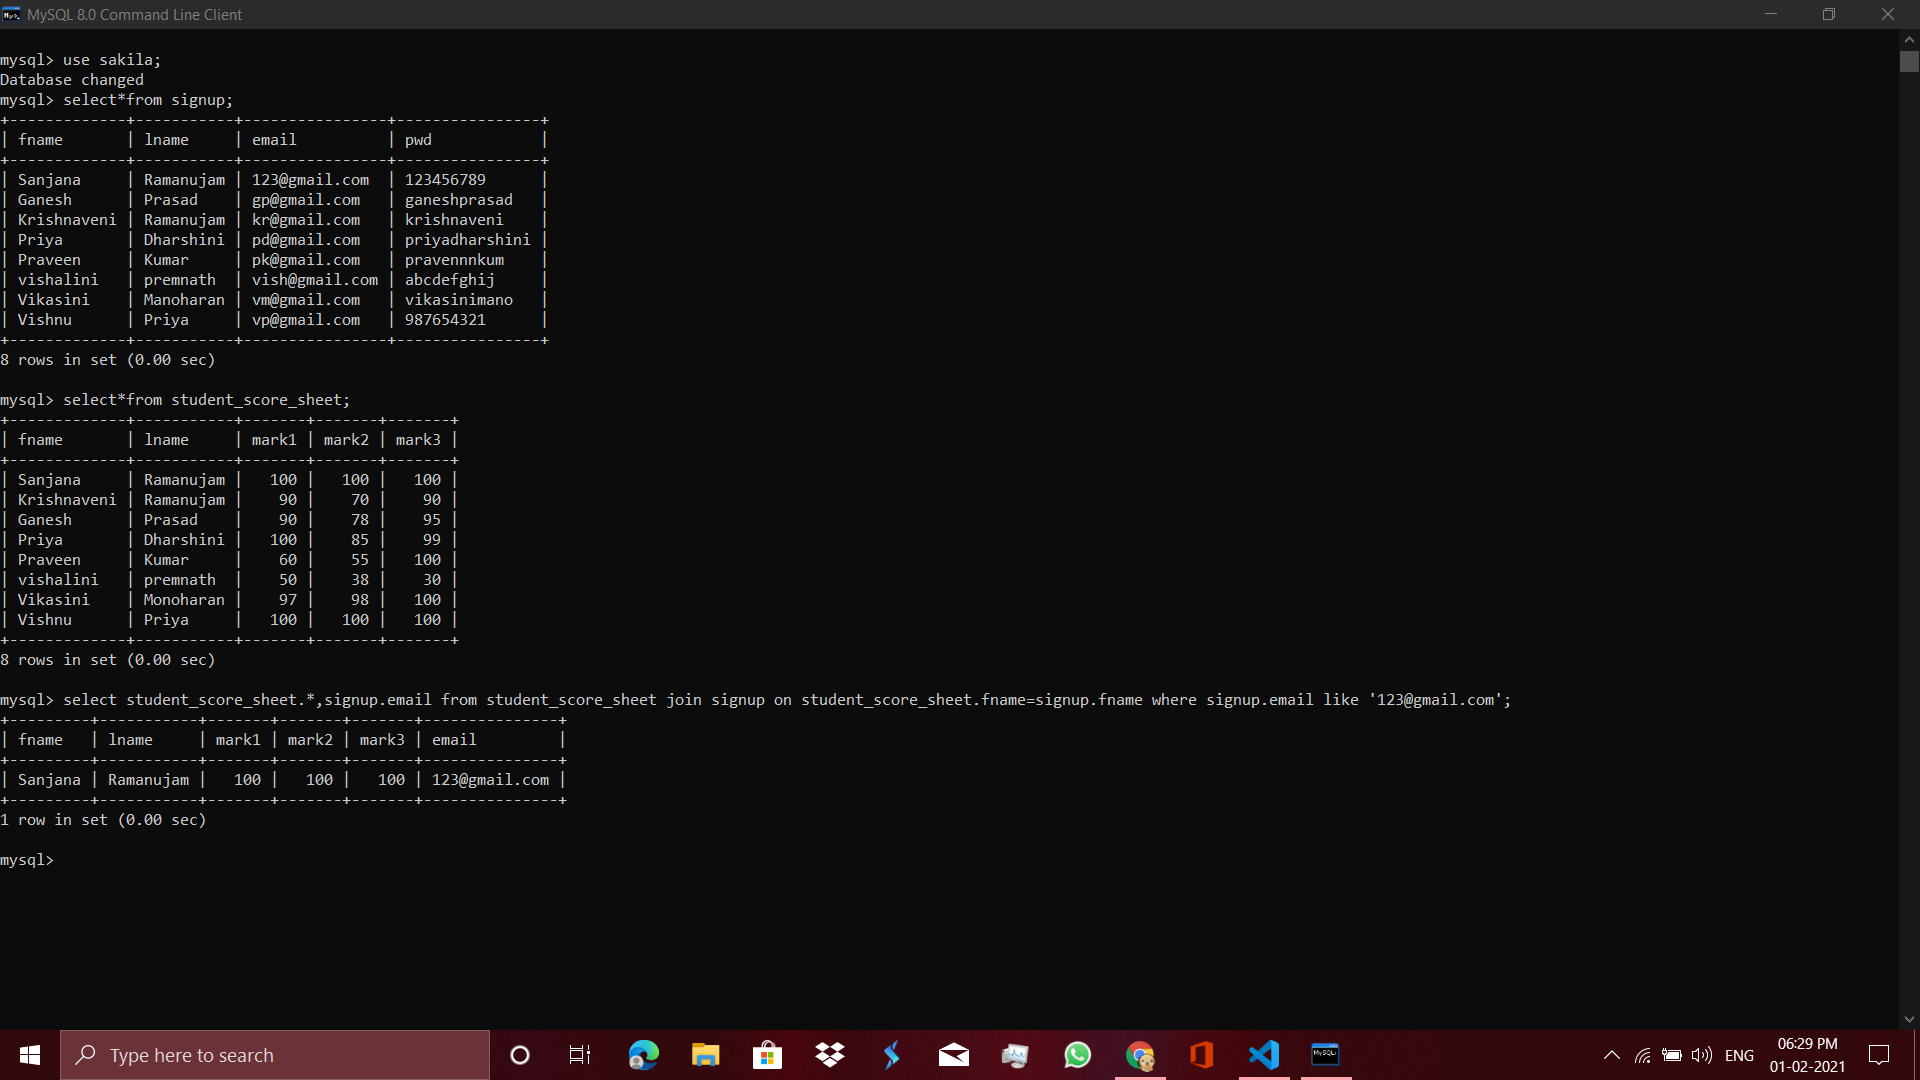 MySQL 8.0 Command Line Client
mysql> use sakila;
Database changed
mysql> select*from signup;
+-------------+-----------+----------------+----------------+
| fname       | lname     | email          | pwd            |
+-------------+-----------+----------------+----------------+
| Sanjana     | Ramanujam | 123@gmail.com  | 123456789      |
| Ganesh      | Prasad    | gp@gmail.com   | ganeshprasad   |
| Krishnaveni | Ramanujam | kr@gmail.com   | krishnaveni    |
| Priya       | Dharshini | pd@gmail.com   | priyadharshini |
| Praveen     | Kumar     | pk@gmail.com   | pravennnkum    |
| vishalini   | premnath  | vish@gmail.com | abcdefghij     |
| Vikasini    | Manoharan | vm@gmail.com   | vikasinimano   |
| Vishnu      | Priya     | vp@gmail.com   | 987654321      |
+-------------+-----------+----------------+----------------+
8 rows in set (0.00 sec)
mysql> select*from student_score_sheet;
+-------------+-----------+-------+-------+-------+
| fname       | lname     | mark1 | mark2 | mark3 |
+-------------+-----------+-------+-------+-------+
| Sanjana     | Ramanujam |   100 |   100 |   100 |
| Krishnaveni | Ramanujam |    90 |    70 |    90 |
| Ganesh      | Prasad    |    90 |    78 |    95 |
| Priya       | Dharshini |   100 |    85 |    99 |
| Praveen     | Kumar     |    60 |    55 |   100 |
| vishalini   | premnath  |    50 |    38 |    30 |
| Vikasini    | Monoharan |    97 |    98 |   100 |
| Vishnu      | Priya     |   100 |   100 |   100 |
+-------------+-----------+-------+-------+-------+
8 rows in set (0.00 sec)
mysql> select student_score_sheet.*,signup.email from student_score_sheet join signup on student_score_sheet.fname=signup.fname where signup.email like '123@gmail.com';
+---------+-----------+-------+-------+-------+---------------+
| fname   | lname     | mark1 | mark2 | mark3 | email         |
+---------+-----------+-------+-------+-------+---------------+
| Sanjana | Ramanujam |   100 |   100 |   100 | 123@gmail.com |
+---------+-----------+-------+-------+-------+---------------+
1 row in set (0.00 sec)
mysql>
Type here to search
ENG
06:29 PM
01-02-2021